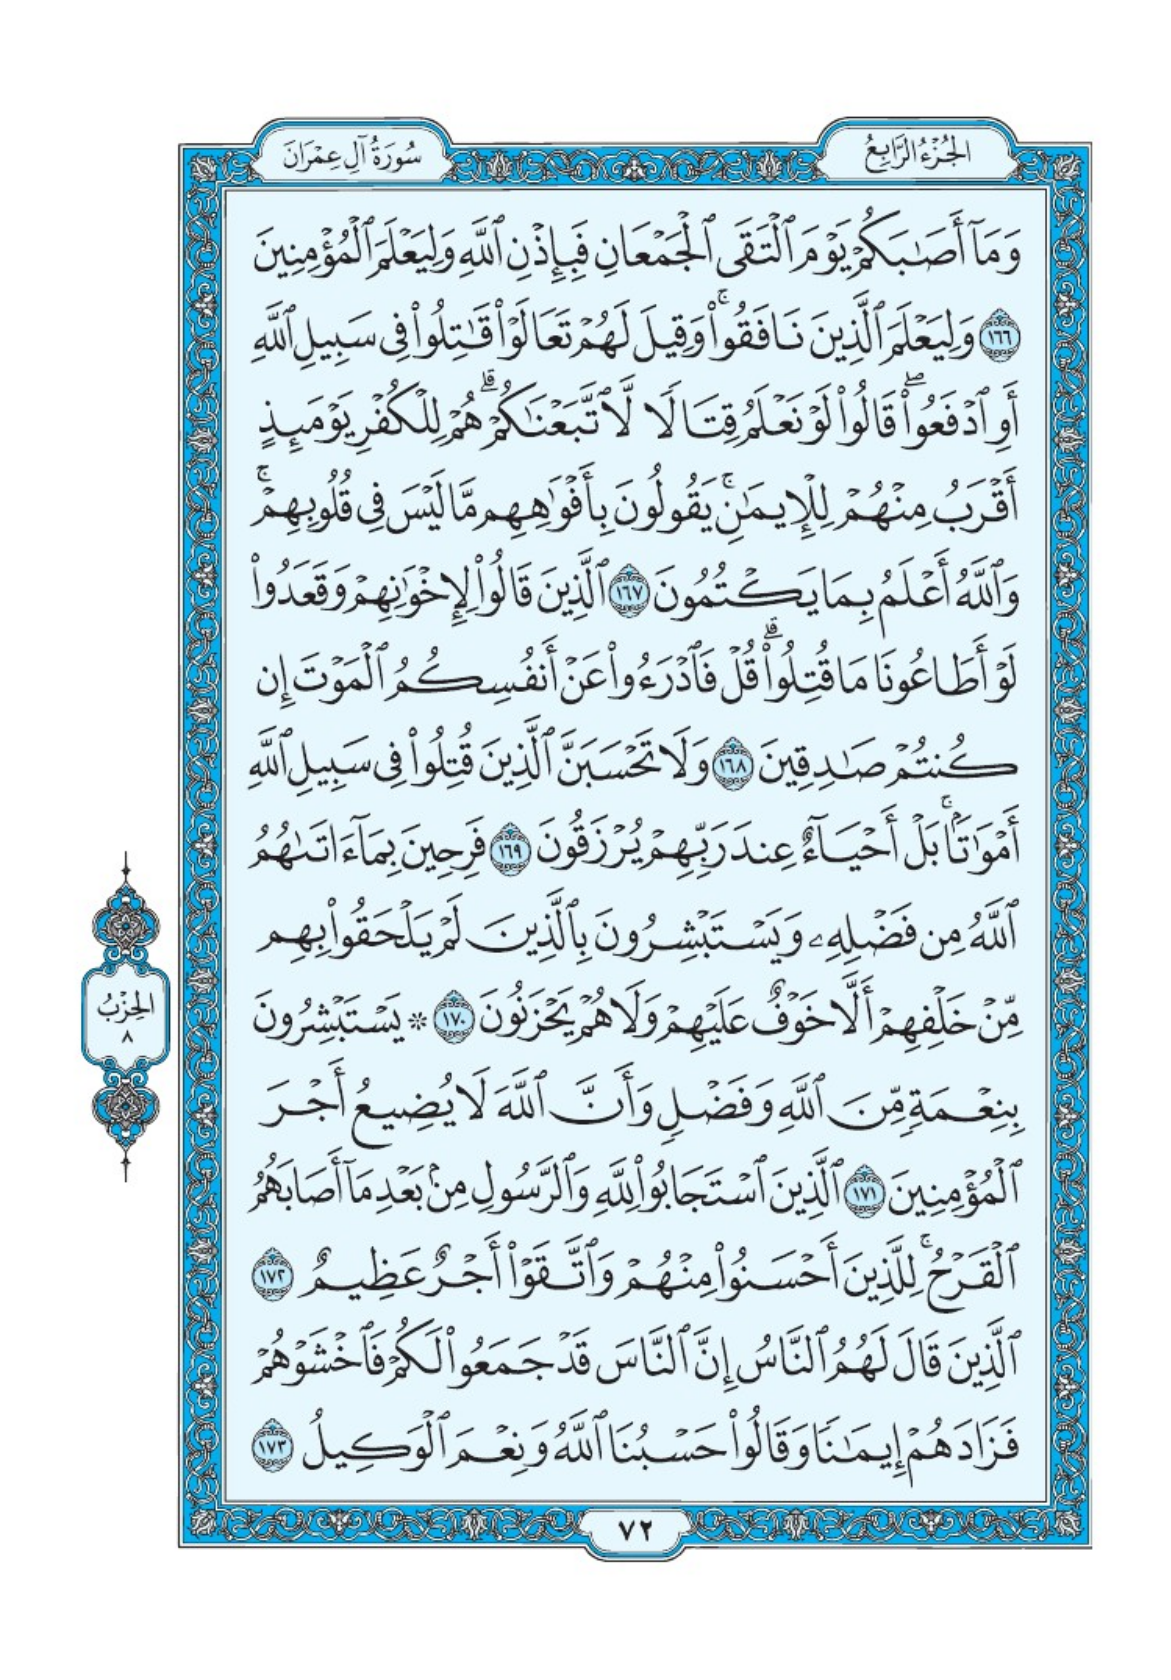 الجُزْءُ الرَّابِعُ
سُورَةُ آلِ عِمْرَانَ
وَمَآ أَصَٰبَكُمْ يَوْمَ ٱلْتَقَى ٱلْجَمْعَانِ فَبِإِذْنِ ٱللَّهِ وَلِيَعْلَمَ ٱلْمُؤْمِنِينَ
١٦٦ وَلِيَعْلَمَ ٱلَّذِينَ نَافَقُوا۟ ۚ وَقِيلَ لَهُمْ تَعَالَوْا۟ قَٰتِلُوا۟ فِى سَبِيلِ ٱللَّهِ
أَوِ ٱدْفَعُوا۟ ۖ قَالُوا۟ لَوْ نَعْلَمُ قِتَالًا لَّٱتَّبَعْنَٰكُمْ ۗ هُمْ لِلْكُفْرِ يَوْمَئِذٍ
أَقْرَبُ مِنْهُمْ لِلْإِيمَٰنِ ۚ يَقُولُونَ بِأَفْوَٰهِهِم مَّا لَيْسَ فِى قُلُوبِهِمْ ۚ
وَٱللَّهُ أَعْلَمُ بِمَا يَكْتُمُونَ ١٦٧ ٱلَّذِينَ قَالُوا۟ لِإِخْوَٰنِهِمْ وَقَعَدُوا۟
لَوْ أَطَاعُونَا مَا قُتِلُوا۟ ۗ قُلْ فَٱدْرَءُوا۟ عَنْ أَنفُسِكُمُ ٱلْمَوْتَ إِن
كُنتُمْ صَٰدِقِينَ ١٦٨ وَلَا تَحْسَبَنَّ ٱلَّذِينَ قُتِلُوا۟ فِى سَبِيلِ ٱللَّهِ
أَمْوَٰتًۢا ۚ بَلْ أَحْيَآءٌ عِندَ رَبِّهِمْ يُرْزَقُونَ ١٦٩ فَرِحِينَ بِمَآ ءَاتَىٰهُمُ
ٱللَّهُ مِن فَضْلِهِۦ وَيَسْتَبْشِرُونَ بِٱلَّذِينَ لَمْ يَلْحَقُوا۟ بِهِم
مِّنْ خَلْفِهِمْ أَلَّا خَوْفٌ عَلَيْهِمْ وَلَا هُمْ يَحْزَنُونَ ١٧٠ * يَسْتَبْشِرُونَ
بِنِعْمَةٍ مِّنَ ٱللَّهِ وَفَضْلٍ وَأَنَّ ٱللَّهَ لَا يُضِيعُ أَجْرَ
ٱلْمُؤْمِنِينَ ١٧١ ٱلَّذِينَ ٱسْتَجَابُوا۟ لِلَّهِ وَٱلرَّسُولِ مِنۢ بَعْدِ مَآ أَصَابَهُمُ
ٱلْقَرْحُ ۚ لِلَّذِينَ أَحْسَنُوا۟ مِنْهُمْ وَٱتَّقَوْا۟ أَجْرٌ عَظِيمٌ ١٧٢
ٱلَّذِينَ قَالَ لَهُمُ ٱلنَّاسُ إِنَّ ٱلنَّاسَ قَدْ جَمَعُوا۟ لَكُمْ فَٱخْشَوْهُمْ
فَزَادَهُمْ إِيمَٰنًا وَقَالُوا۟ حَسْبُنَا ٱللَّهُ وَنِعْمَ ٱلْوَكِيلُ ١٧٣
الحِزْبُ
٨
٧٢